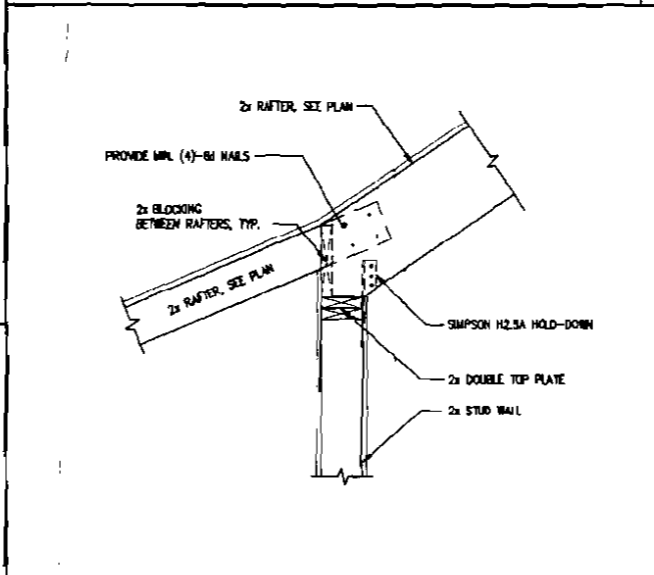 2x RAFTER, SEE PLAN
PROVIDE MIN. (4)-8d NAILS
2x BLOCKING
BETWEEN RAFTERS, TYP.
2x RAFTER, SEE PLAN
SIMPSON H2.5A HOLD-DOWN
2x DOUBLE TOP PLATE
2x STUD WALL